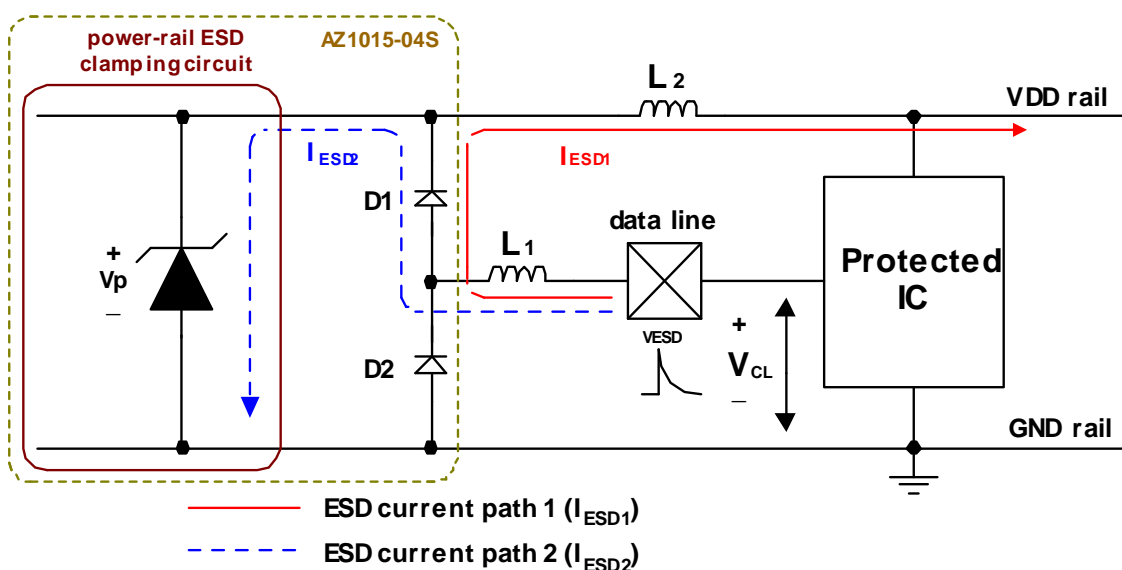 power-rail ESD
clamping circuit
AZ1015-04S
L2
VDD rail
IESD2
IESD1
D1
data line
L1
+
Vp
_
Protected
IC
VESD
+
VCL
_
D2
GND rail
ESD current path 1 (IESD1)
ESD current path 2 (IESD2)